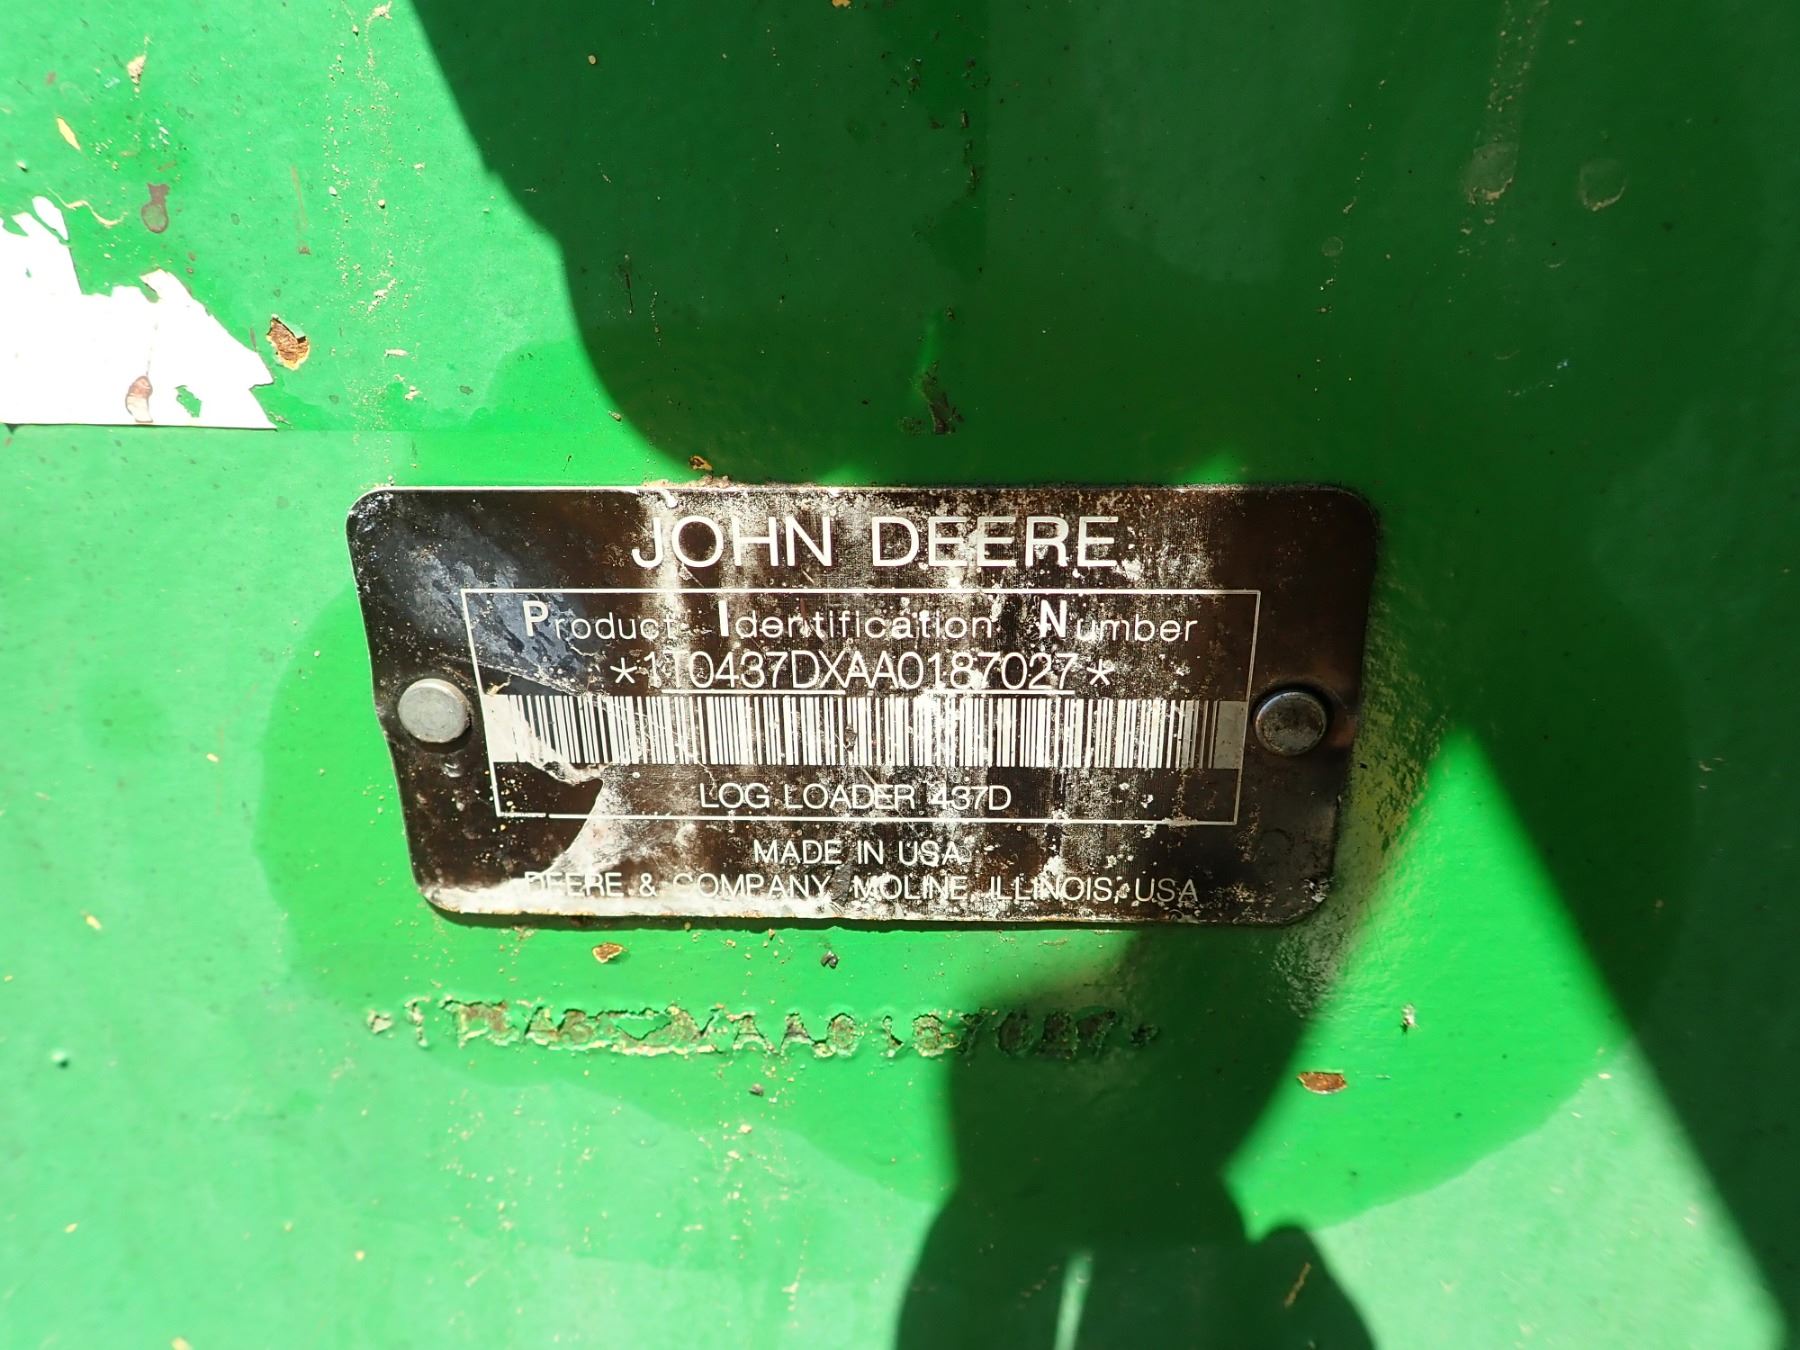 JOHN DEERE
Product Identification Number
*1T0437DXAA0187027*
LOG LOADER 437D
MADE IN USA
DEERE & COMPANY, MOLINE, ILLINOIS, USA